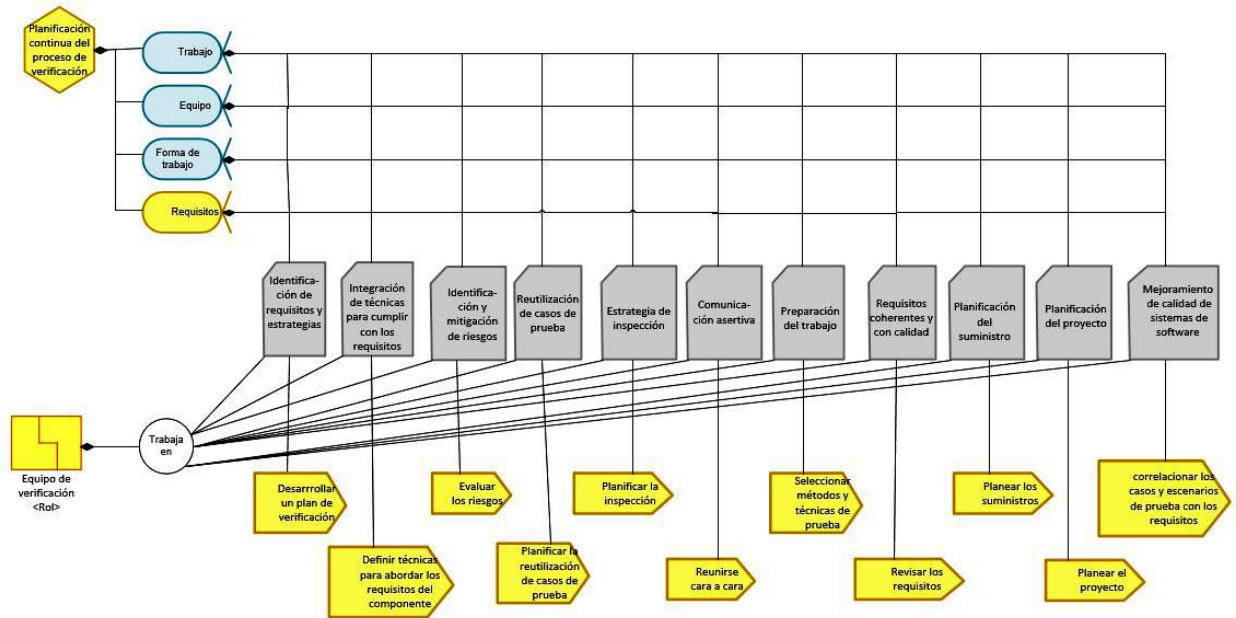 Planificación
continua del
proceso de
verificación
Trabajo
Equipo
Forma de
trabajo
Requisitos
Identifica-
ción de
requisitos y
estrategias
Integración
de técnicas
para cumplir
con los
requisitos
Identifica-
ción y
mitigación
de riesgos
Reutilización
de casos de
prueba
Estrategia de
inspección
Comunica-
ción asertiva
Preparación
del trabajo
Requisitos
coherentes y
con calidad
Planificación
del
suministro
Planificación
del proyecto
Mejoramiento
de calidad de
sistemas de
software
Equipo de
verificación
<Rol>
Trabaja
en
Desarrrollar
un plan de
verificación
Definir técnicas
para abordar los
requisitos del
componente
Evaluar
los riesgos
Planificar la
reutilización
de casos de
prueba
Planificar la
inspección
Reunirse
cara a cara
Seleccionar
métodos y
técnicas de
prueba
Revisar los
requisitos
Planear los
suministros
Planear el
proyecto
correlacionar los
casos y escenarios
de prueba con los
requisitos